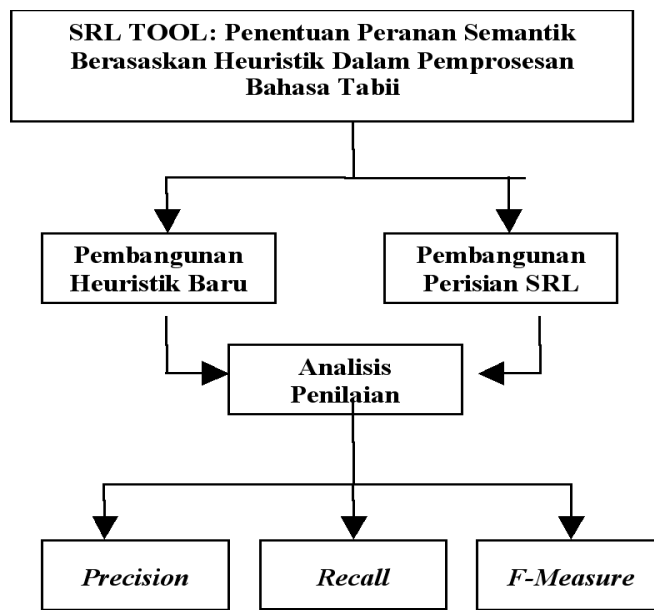 SRL TOOL: Penentuan Peranan Semantik
Berasaskan Heuristik Dalam Pemprosesan
Bahasa Tabii
Pembangunan
Heuristik Baru
Pembangunan
Perisian SRL
Analisis
Penilaian
Precision
Recall
F-Measure